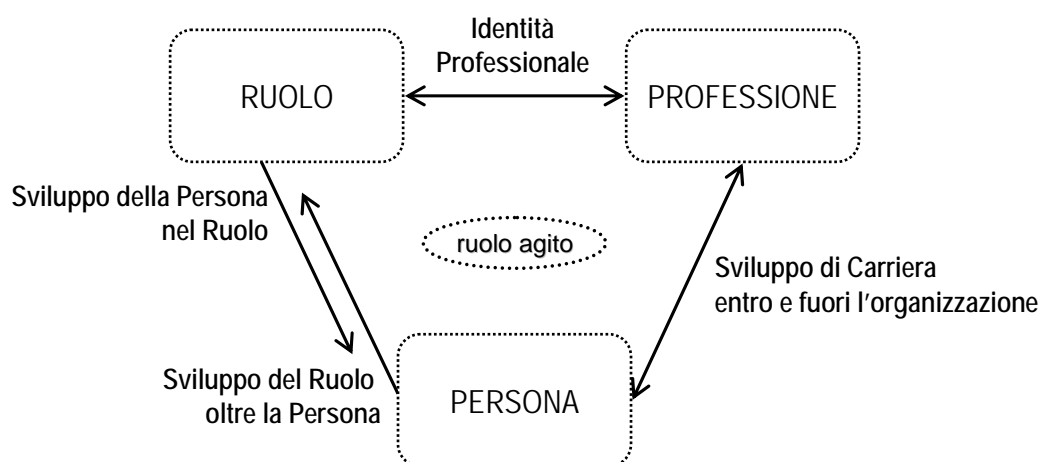 Identità
Professionale
RUOLO
PROFESSIONE
Sviluppo della Persona
nel Ruolo
ruolo agito
Sviluppo di Carriera
entro e fuori l'organizzazione
Sviluppo del Ruolo
oltre la Persona
PERSONA